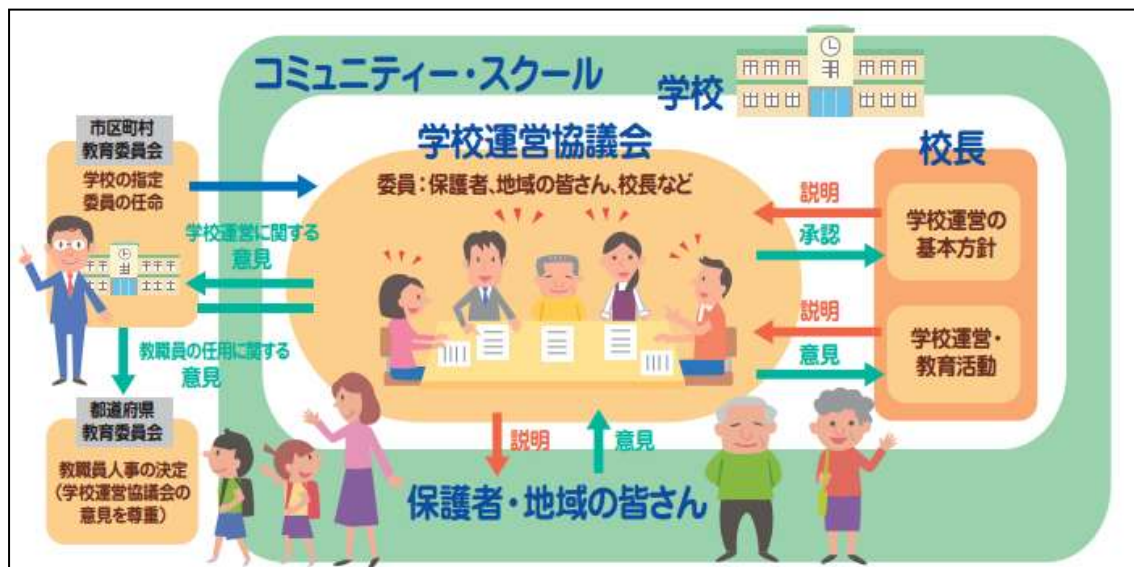 コミュニティー・スクール
学校
市区町村
教育委員会
学校の指定
委員の任命
学校運営協議会
委員：保護者、地域の皆さん、校長など
校長
説明
承認
学校運営の
基本方針
説明
意見
学校運営・
教育活動
学校運営に関する
意見
教職員の任用に関する
意見
都道府県
教育委員会
教職員人事の決定
（学校運営協議会の
意見を尊重）
説明
意見
保護者・地域の皆さん